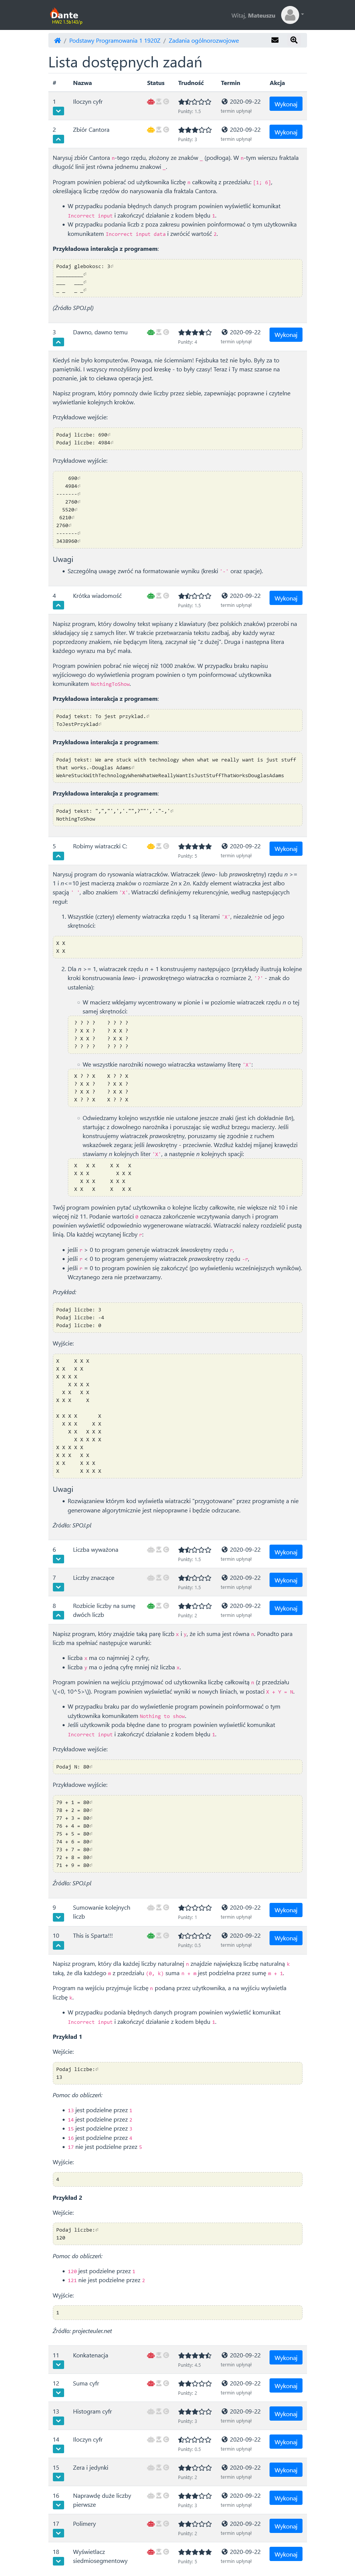 Dante
Witaj, Mateuszu
Podstawy Programowania 1 1920Z / Zadania ogólnorozwojowe
Lista dostępnych zadań
# Nazwa Status Trudność Termin Akcja
1 Iloczyn cyfr 2020-09-22 Wykonaj
Punkty: 1.5 termin upłynął
2 Zbiór Cantora 2020-09-22 Wykonaj
Punkty: 3 termin upłynął
Narysuj zbiór Cantora n-tego rzędu, złożony ze znaków _ (podłoga). W n-tym wierszu fraktala
długość linii jest równa jednemu znakowi _.
Program powinien pobierać od użytkownika liczbę n całkowitą z przedziału: [1; 6],
określającą liczbę rzędów do narysowania dla fraktala Cantora.
W przypadku podania błędnych danych program powinien wyświetlić komunikat
Incorrect input i zakończyć działanie z kodem błędu 1.
W przypadku podania liczb z poza zakresu powinien poinformować o tym użytkownika
komunikatem Incorrect input data i zwrócić wartość 2.
Przykładowa interakcja z programem:
Podaj glebokosc: 3
_________
___   ___
_ _   _ _
(Źródło SPOJ.pl)
3 Dawno, dawno temu 2020-09-22 Wykonaj
Punkty: 4 termin upłynął
Kiedyś nie było komputerów. Powaga, nie ściemniam! Fejsbuka też nie było. Były za to
pamiętniki. I wszyscy mnożyliśmy pod kreskę - to były czasy! Teraz i Ty masz szanse na
poznanie, jak to ciekawa operacja jest.
Napisz program, który pomnoży dwie liczby przez siebie, zapewniając poprawne i czytelne
wyświetlanie kolejnych kroków.
Przykładowe wejście:
Podaj liczbe: 690
Podaj liczbe: 4984
Przykładowe wyjście:
690
4984
-------
2760
5520
6210
2760
-------
3438960
Uwagi
Szczególną uwagę zwróć na formatowanie wyniku (kreski '-' oraz spacje).
4 Krótka wiadomość 2020-09-22 Wykonaj
Punkty: 1.5 termin upłynął
Napisz program, który dowolny tekst wpisany z klawiatury (bez polskich znaków) przerobi na
składający się z samych liter. W trakcie przetwarzania tekstu zadbaj, aby każdy wyraz
poprzedzony znakiem, nie będącym literą, zaczynał się "z dużej". Druga i następna litera
każdego wyrazu ma być mała.
Program powinien pobrać nie więcej niż 1000 znaków. W przypadku braku napisu
wyjściowego do wyświetlenia program powinien o tym poinformować użytkownika
komunikatem NothingToShow.
Przykładowa interakcja z programem:
Podaj tekst: To jest przyklad.
ToJestPrzyklad
Przykładowa interakcja z programem:
Podaj tekst: We are stuck with technology when what we really want is just stuff
that works.-Douglas Adams
WeAreStuckWithTechnologyWhenWhatWeReallyWantIsJustStuffThatWorksDouglasAdams
Przykładowa interakcja z programem:
NothingToShow
5 Robimy wiatraczki C: 2020-09-22 Wykonaj
Punkty: 5 termin upłynął
Narysuj program do rysowania wiatraczków. Wiatraczek (lewo- lub prawoskrętny) rzędu n >=
1 i n<=10 jest macierzą znaków o rozmiarze 2n x 2n. Każdy element wiatraczka jest albo
spacją ' ', albo znakiem 'X'. Wiatraczki definiujemy rekurencyjnie, według następujących
reguł:
1. Wszystkie (cztery) elementy wiatraczka rzędu 1 są literami 'X', niezależnie od jego
skrętności:
X X
X X
2. Dla n >= 1, wiatraczek rzędu n + 1 konstruujemy następująco (przykłady ilustrują kolejne
kroki konstruowania lewo- i prawoskrętnego wiatraczka o rozmiarze 2, '?' - znak do
ustalenia):
W macierz wklejamy wycentrowany w pionie i w poziomie wiatraczek rzędu n o tej
samej skrętności:
? ? ? ?    ? ? ? ?
? X X ?    ? X X ?
? X X ?    ? X X ?
? ? ? ?    ? ? ? ?
We wszystkie narożniki nowego wiatraczka wstawiamy literę 'X':
X ? ? X    X ? ? X
? X X ?    ? X X ?
? X X ?    ? X X ?
X ? ? X    X ? ? X
Odwiedzamy kolejno wszystkie nie ustalone jeszcze znaki (jest ich dokładnie 8n),
startując z dowolnego narożnika i poruszając się wzdłuż brzegu macierzy. Jeśli
konstruujemy wiatraczek prawoskrętny, poruszamy się zgodnie z ruchem
wskazówek zegara; jeśli lewoskrętny - przeciwnie. Wzdłuż każdej mijanej krawędzi
stawiamy n kolejnych liter 'X', a następnie n kolejnych spacji:
X   X X     X X   X
X X X         X X X
  X X X     X X X
X X   X     X   X X
Twój program powinien pytać użytkownika o kolejne liczby całkowite, nie większe niż 10 i nie
więcej niż 11. Podanie wartości 0 oznacza zakończenie wczytywania danych i program
powinien wyświetlić odpowiednio wygenerowane wiatraczki. Wiatraczki należy rozdzielić pustą
linią. Dla każdej wczytanej liczby r:
jeśli r > 0 to program generuje wiatraczek lewoskrętny rzędu r,
jeśli r < 0 to program generujemy wiatraczek prawoskrętny rzędu -r,
jeśli r = 0 to program powinien się zakończyć (po wyświetleniu wcześniejszych wyników).
Wczytanego zera nie przetwarzamy.
Przykład:
Podaj liczbe: 3
Podaj liczbe: -4
Podaj liczbe: 0
Wyjście:
X     X X X
X X   X X
X X X X
    X X X X
  X X   X X
X X X     X
X X X X       X
  X X X     X X
    X X   X X X
      X X X X X
X X X X X
X X X   X X
X X     X X X
X       X X X X
Uwagi
Rozwiązaniem którym kod wyświetla wiatraczki "przygotowane" przez programistę a nie
generowane algorytmicznie jest niepoprawne i będzie odrzucane.
Źródło: SPOJ.pl
6 Liczba wyważona 2020-09-22 Wykonaj
Punkty: 1.5 termin upłynął
7 Liczby znaczące 2020-09-22 Wykonaj
Punkty: 1.5 termin upłynął
8 Rozbicie liczby na sumę 2020-09-22 Wykonaj
dwóch liczb Punkty: 2 termin upłynął
Napisz program, który znajdzie taką parę liczb x i y, że ich suma jest równa n. Ponadto para
liczb ma spełniać następujące warunki:
liczba x ma co najmniej 2 cyfry,
liczba y ma o jedną cyfrę mniej niż liczba x.
Program powinien na wejściu przyjmować od użytkownika liczbę całkowitą n (z przedziału
\(<0, 10^5>\)). Program powinien wyświetlać wyniki w nowych liniach, w postaci X + Y = N.
W przypadku braku par do wyświetlenie program powinein poinformować o tym
użytkownika komunikatem Nothing to show.
Jeśli użytkownik poda błędne dane to program powinien wyświetlić komunikat
incorrect input i zakończyć działanie z kodem błędu 1.
Przykładowe wejście:
Podaj N: 80
Przykładowe wyjście:
79 + 1 = 80
78 + 2 = 80
77 + 3 = 80
76 + 4 = 80
75 + 5 = 80
74 + 6 = 80
73 + 7 = 80
72 + 8 = 80
71 + 9 = 80
Źródło: SPOJ.pl
9 Sumowanie kolejnych 2020-09-22 Wykonaj
liczb Punkty: 1 termin upłynął
10 This is Sparta!!! 2020-09-22 Wykonaj
Punkty: 0.5 termin upłynął
Napisz program, który dla każdej liczby naturalnej n znajdzie największą liczbę naturalną k
taką, że dla każdego m z przedziału (0, k) suma n + m jest podzielna przez sumę m + 1.
Program na wejściu przyjmuje liczbę n podaną przez użytkownika, a na wyjściu wyświetla
liczbę k.
W przypadku podania błędnych danych program powinien wyświetlić komunikat
Incorrect input i zakończyć działanie z kodem błędu 1.
Przykład 1
Wejście:
Podaj liczbe:
13
Pomoc do obliczeń:
13 jest podzielne przez 1
14 jest podzielne przez 2
15 jest podzielne przez 3
16 jest podzielne przez 4
17 nie jest podzielne przez 5
Wyjście:
4
Przykład 2
Wejście:
Podaj liczbe:
120
Pomoc do obliczeń:
120 jest podzielne przez 1
121 nie jest podzielne przez 2
Wyjście:
1
Źródło: projecteuler.net
11 Konkatenacja 2020-09-22 Wykonaj
Punkty: 4.5 termin upłynął
12 Suma cyfr 2020-09-22 Wykonaj
Punkty: 2 termin upłynął
13 Histogram cyfr 2020-09-22 Wykonaj
Punkty: 3 termin upłynął
14 Iloczyn cyfr 2020-09-22 Wykonaj
Punkty: 0.5 termin upłynął
15 Zera i jedynki 2020-09-22 Wykonaj
Punkty: 2 termin upłynął
16 Naprawdę duże liczby 2020-09-22 Wykonaj
pierwsze Punkty: 3 termin upłynął
17 Polimery 2020-09-22 Wykonaj
Punkty: 2 termin upłynął
18 Wyświetlacz 2020-09-22 Wykonaj
siedmiosegmentowy Punkty: 5 termin upłynął